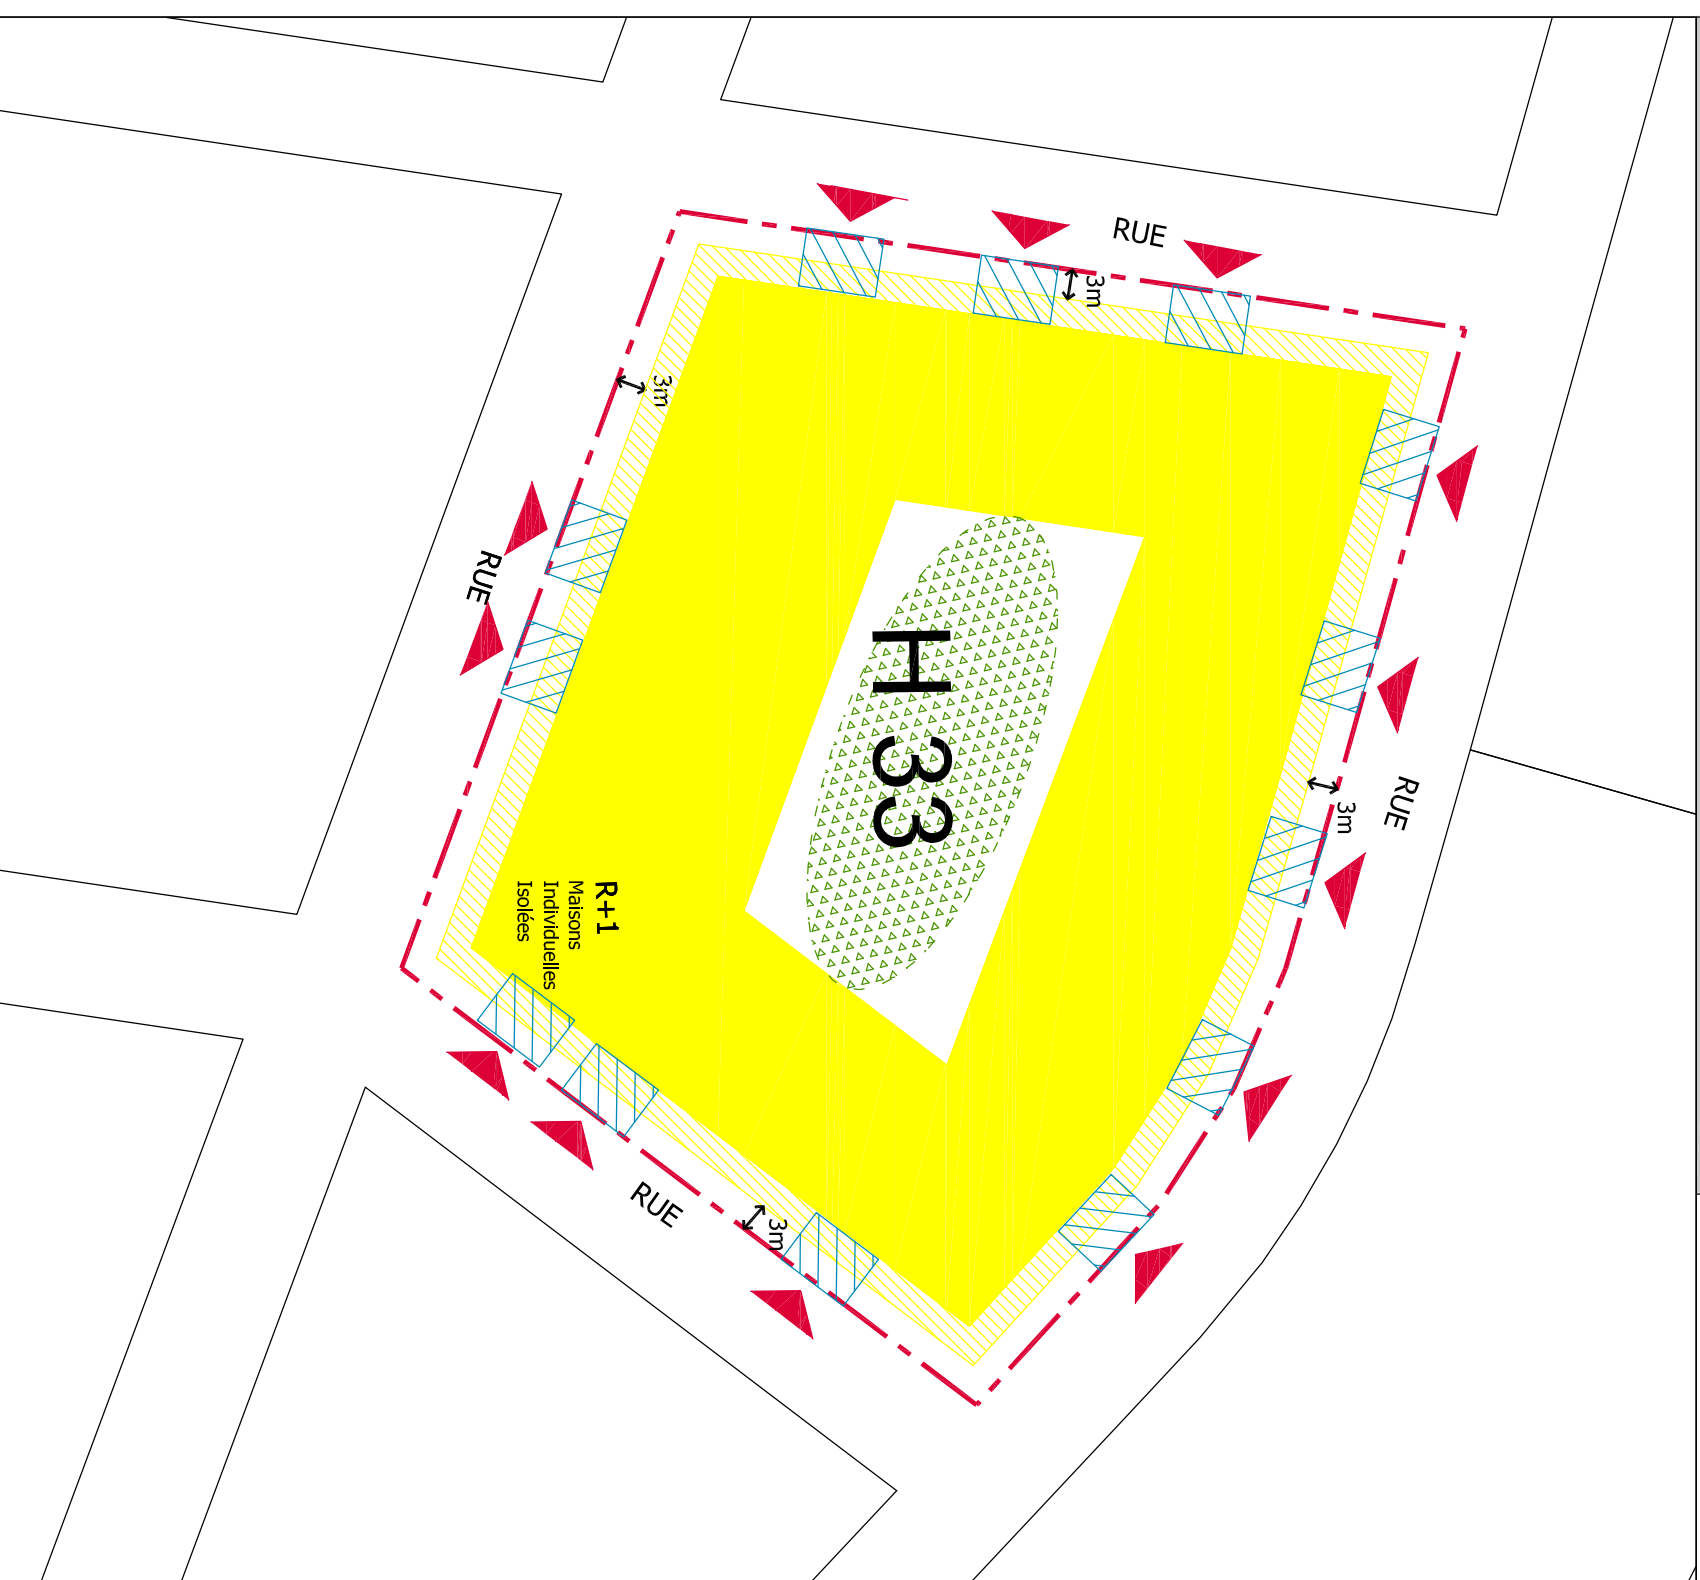 RUE
3m
3m
RUE
H 33
3m
RUE
R+1
Maisons
Individuelles
Isolées
RUE
3m